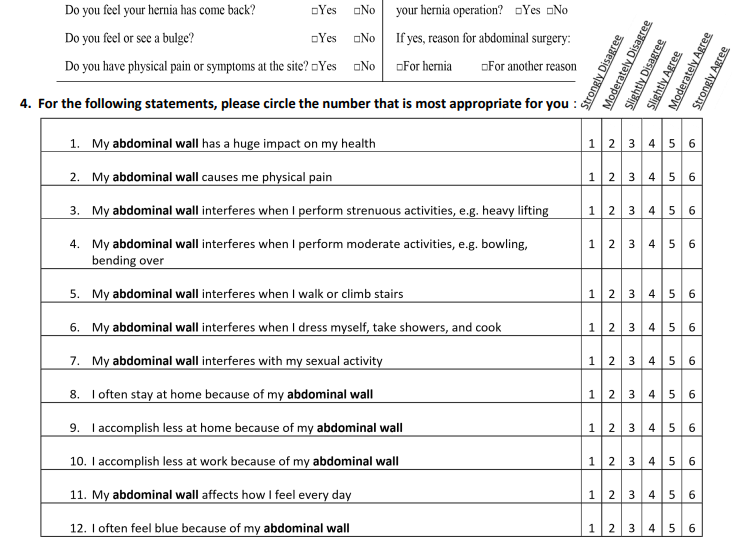 Do you feel your hernia has come back? □Yes □No
Do you feel or see a bulge? □Yes □No
Do you have physical pain or symptoms at the site? □Yes □No
your hernia operation? □Yes □No
If yes, reason for abdominal surgery:
□For hernia □For another reason
4. For the following statements, please circle the number that is most appropriate for you :
Strongly Disagree
Moderately Disagree
Slightly Disagree
Slightly Agree
Moderately Agree
Strongly Agree
1. My abdominal wall has a huge impact on my health 1 2 3 4 5 6
2. My abdominal wall causes me physical pain 1 2 3 4 5 6
3. My abdominal wall interferes when I perform strenuous activities, e.g. heavy lifting 1 2 3 4 5 6
4. My abdominal wall interferes when I perform moderate activities, e.g. bowling, 1 2 3 4 5 6
bending over
5. My abdominal wall interferes when I walk or climb stairs 1 2 3 4 5 6
6. My abdominal wall interferes when I dress myself, take showers, and cook 1 2 3 4 5 6
7. My abdominal wall interferes with my sexual activity 1 2 3 4 5 6
8. I often stay at home because of my abdominal wall 1 2 3 4 5 6
9. I accomplish less at home because of my abdominal wall 1 2 3 4 5 6
10. I accomplish less at work because of my abdominal wall 1 2 3 4 5 6
11. My abdominal wall affects how I feel every day 1 2 3 4 5 6
12. I often feel blue because of my abdominal wall 1 2 3 4 5 6